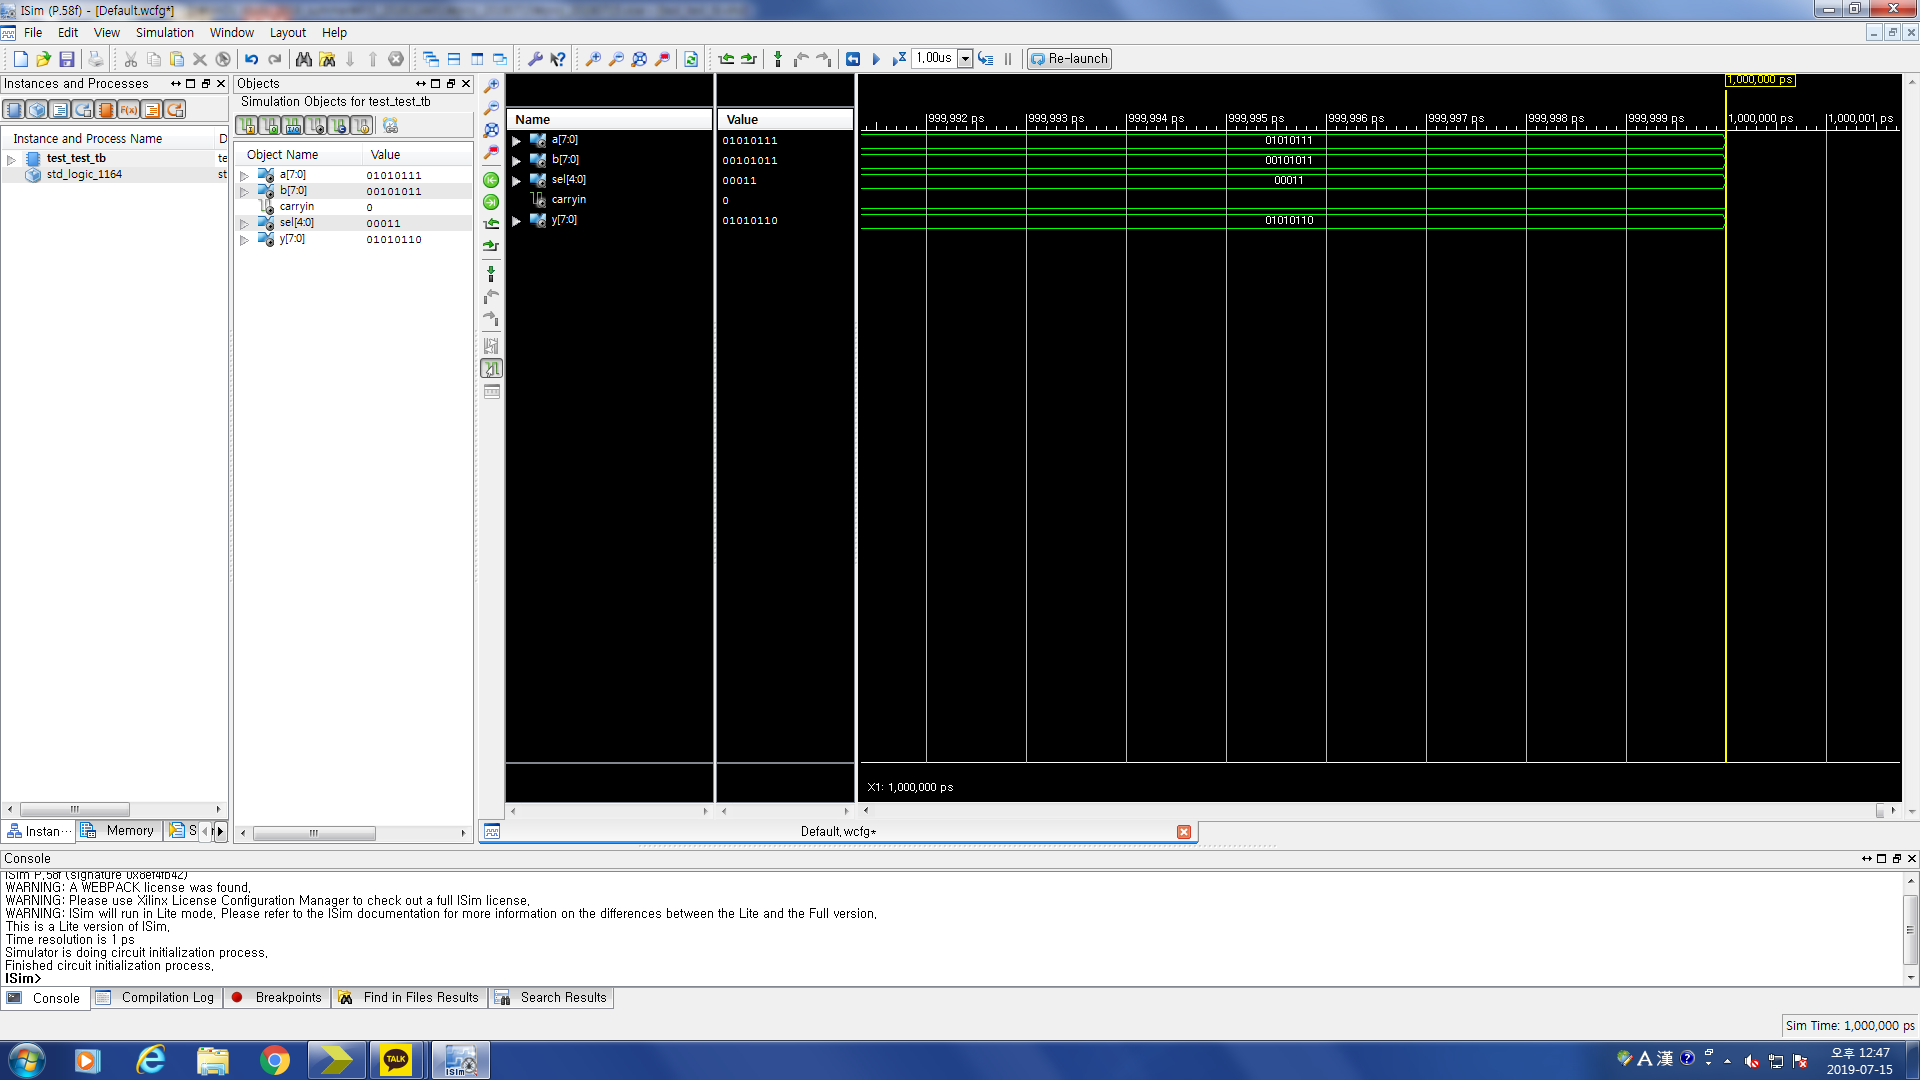 ISim (P.58f) - [Default.wcfg*]
File Edit View Simulation Window Layout Help
1.00us Re-launch
Instances and Processes
Instance and Process Name D
test_test_tb te
std_logic_1164 st
Instan... Memory S
Objects
Simulation Objects for test_test_tb
Object Name Value
a[7:0] 01010111
b[7:0] 00101011
carryin 0
sel[4:0] 00011
y[7:0] 01010110
Name Value
a[7:0] 01010111
b[7:0] 00101011
sel[4:0] 00011
carryin 0
y[7:0] 01010110
1,000,000 ps
999,992 ps 999,993 ps 999,994 ps 999,995 ps 999,996 ps 999,997 ps 999,998 ps 999,999 ps 1,000,000 ps 1,000,001 ps
01010111
00101011
00011
01010110
X1: 1,000,000 ps
Default.wcfg*
Console
ISim P.58f (signature 0x8ef4fb42)
WARNING: A WEBPACK license was found.
WARNING: Please use Xilinx License Configuration Manager to check out a full ISim license.
WARNING: ISim will run in Lite mode. Please refer to the ISim documentation for more information on the differences between the Lite and the Full version.
This is a Lite version of ISim.
Time resolution is 1 ps
Simulator is doing circuit initialization process.
Finished circuit initialization process.
ISim>
Console Compilation Log Breakpoints Find in Files Results Search Results
Sim Time: 1,000,000 ps
TALK
ISim
A 漢
오후 12:47
2019-07-15